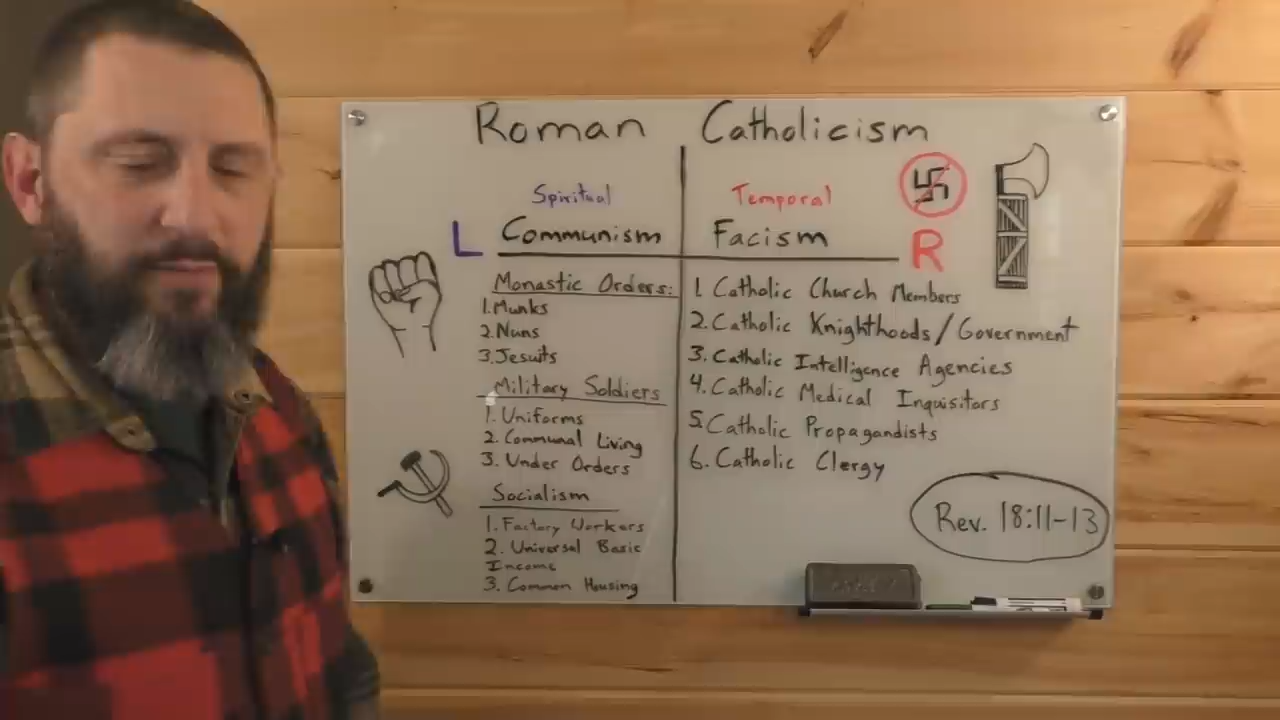 Roman Catholicism
Spiritual
L Communism
Monastic Orders:
1. Munks
2. Nuns
3. Jesuits
Military Soldiers
1. Uniforms
2. Communal Living
3. Under Orders
Socialism
1. Factory Workers
2. Universal Basic
Income
3. Common Housing
Temporal
Facism R
1. Catholic Church Members
2. Catholic Knighthoods/Government
3. Catholic Intelligence Agencies
4. Catholic Medical Inquisitors
5. Catholic Propagandists
6. Catholic Clergy
Rev. 18:11-13